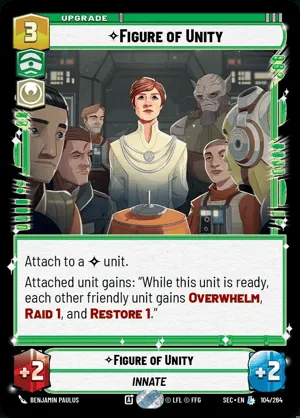 UPGRADE
3
✧FIGURE OF UNITY
Attach to a ✧ unit.
Attached unit gains: "While this unit is ready,
each other friendly unit gains OVERWHELM,
RAID 1, and RESTORE 1."
+2
✧FIGURE OF UNITY
INNATE
+2
BENJAMIN PAULUS
© LFL © FFG
SEC • EN
104/264